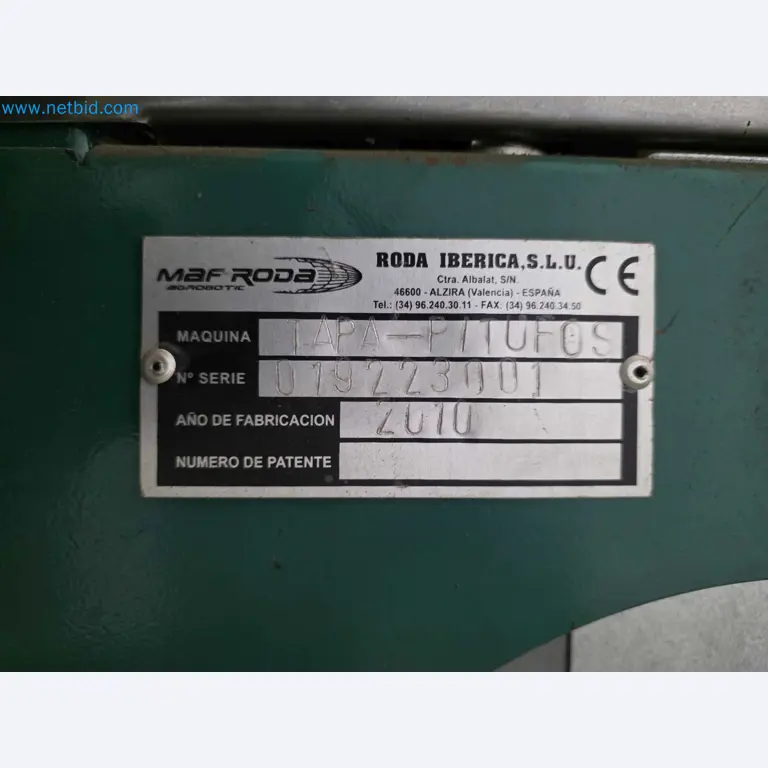 www.netbid.com
MAF RODA
AGROBOTIC
RODA IBERICA, S.L.U.
Ctra. Albalat, S/N.
46600 - ALZIRA (Valencia) - ESPAÑA
Tel.: (34) 96.240.30.11 - FAX: (34) 96.240.34.50
CE
MAQUINA TAPA-PITUFOS
Nº SERIE 019223001
AÑO DE FABRICACION 2010
NUMERO DE PATENTE